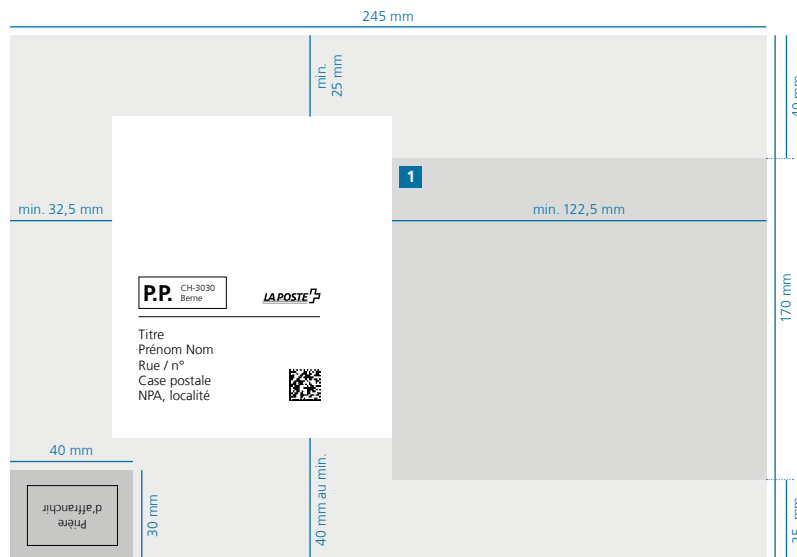 245 mm
min.
25 mm
40 mm
1
min. 32,5 mm
min. 122,5 mm
170 mm
P.P.
CH-3030
Berne
LA POSTE
Titre
Prénom Nom
Rue / n°
Case postale
NPA, localité
40 mm
40 mm au min.
30 mm
Prière
d'affranchir
25 mm